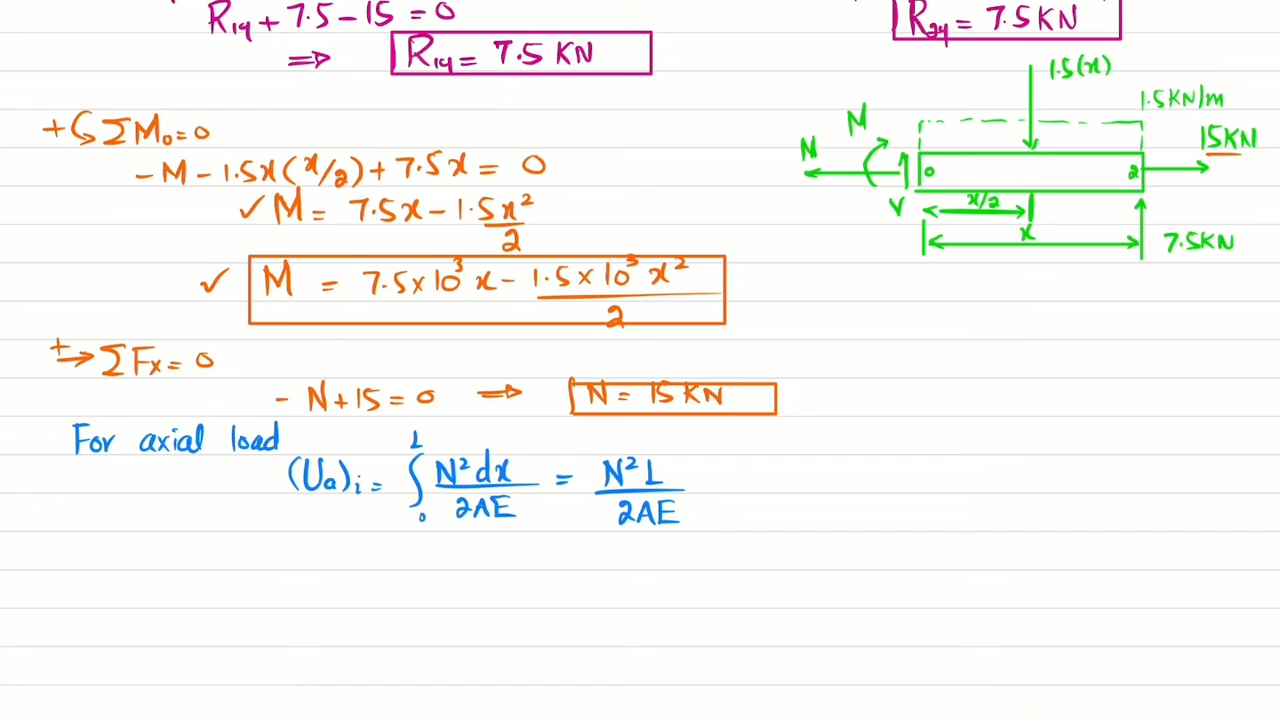 R₁y + 7.5 - 15 = 0
⇒ R₁y = 7.5 KN
R₂y = 7.5 KN
+↺ ΣM₀ = 0
- M - 1.5x(x/2) + 7.5x = 0
✓ M = 7.5x - 1.5x²/2
✓ M = 7.5×10³ x - 1.5×10³ x²/2
+→ ΣFx = 0
- N + 15 = 0 ⇒ N = 15 KN
For axial load
(Ua)i = ∫₀ᴸ N²dx/2AE = N²L/2AE
1.5(x)
1.5 KN/m
15KN
M
N
0
2
V
x/2
x
7.5KN